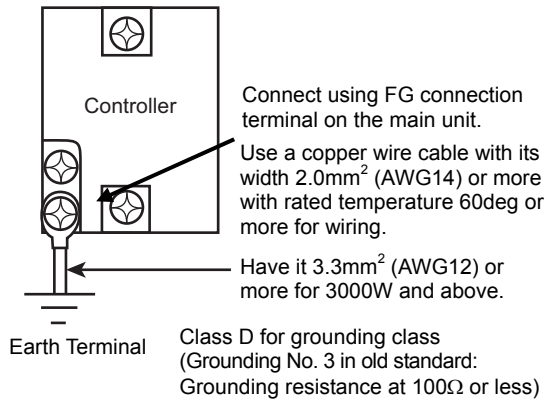 Controller
Connect using FG connection
terminal on the main unit.
Use a copper wire cable with its
width 2.0mm² (AWG14) or more
with rated temperature 60deg or
more for wiring.
Have it 3.3mm² (AWG12) or
more for 3000W and above.
Earth Terminal
Class D for grounding class
(Grounding No. 3 in old standard:
Grounding resistance at 100Ω or less)